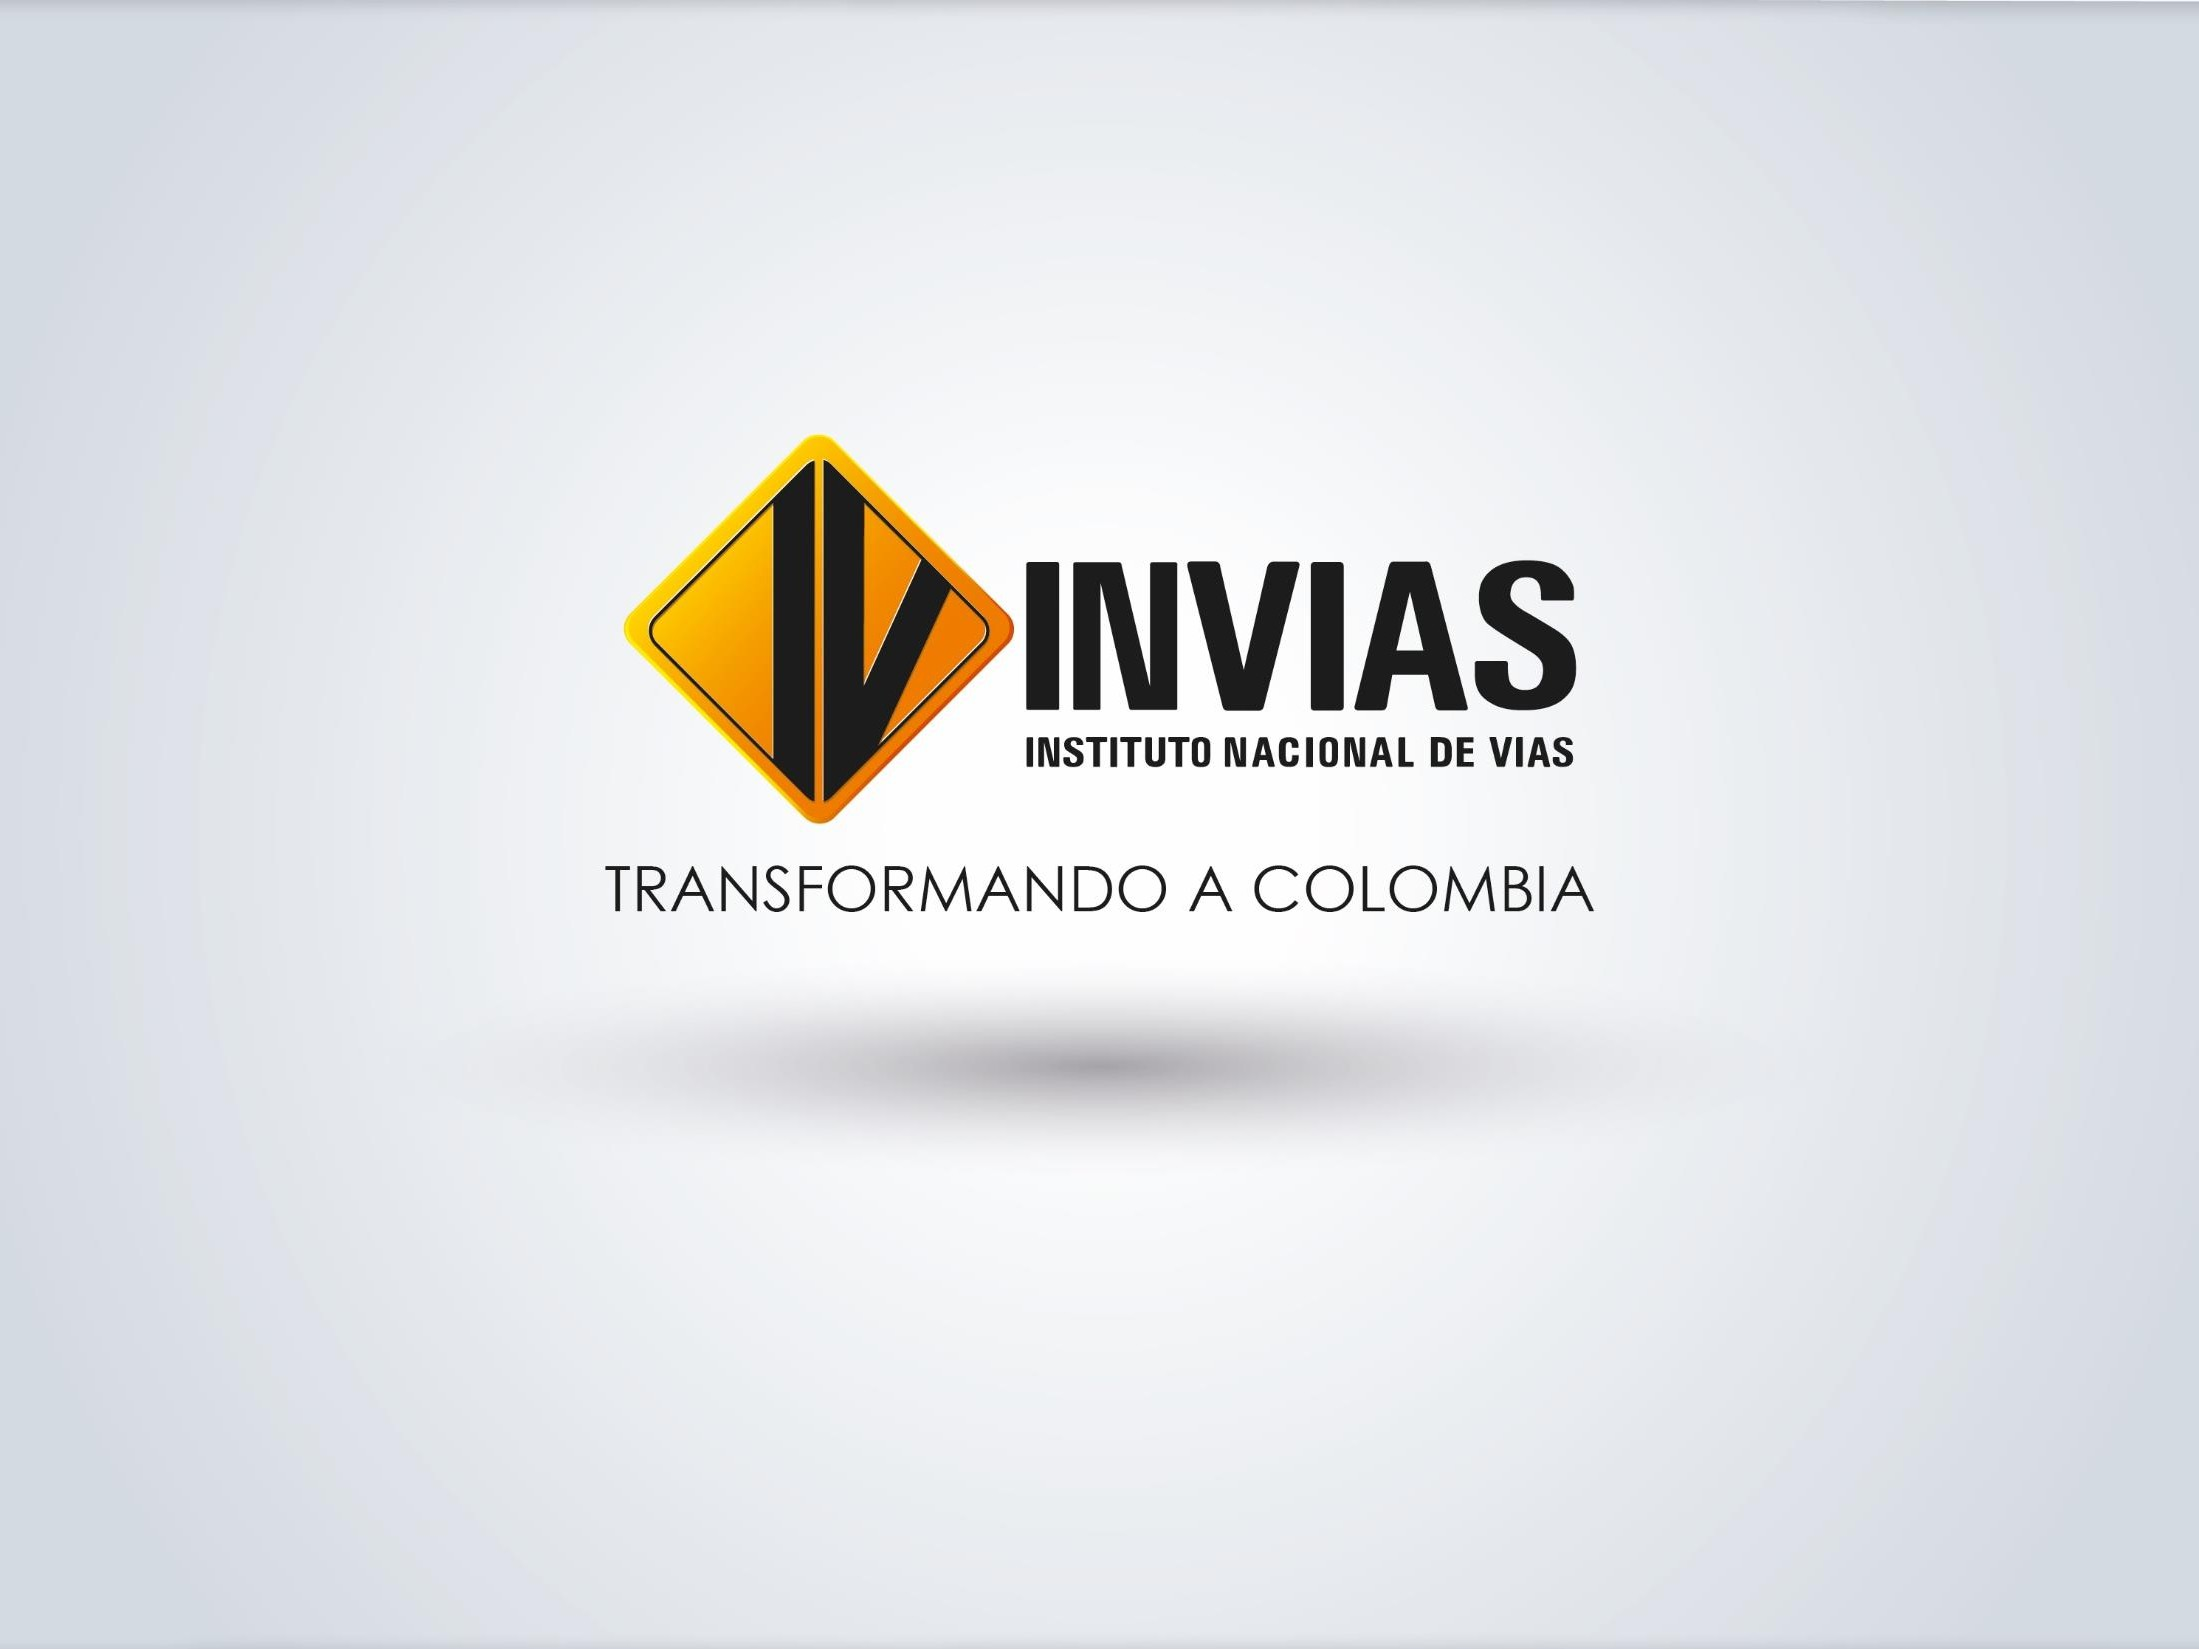 INVIAS
INSTITUTO NACIONAL DE VIAS
TRANSFORMANDO A COLOMBIA